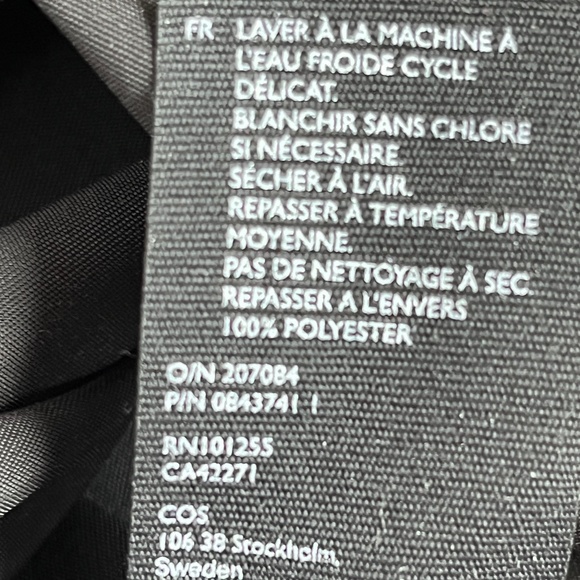 FR LAVER À LA MACHINE À
L'EAU FROIDE CYCLE
DÉLICAT.
BLANCHIR SANS CHLORE
SI NÉCESSAIRE.
SÉCHER À L'AIR.
REPASSER À TEMPÉRATURE
MOYENNE.
PAS DE NETTOYAGE À SEC
REPASSER A L'ENVERS
100% POLYESTER
O/N 207084
P/N 0843741 1
RN101255
CA42271
COS
106 38 Stockholm,
Sweden